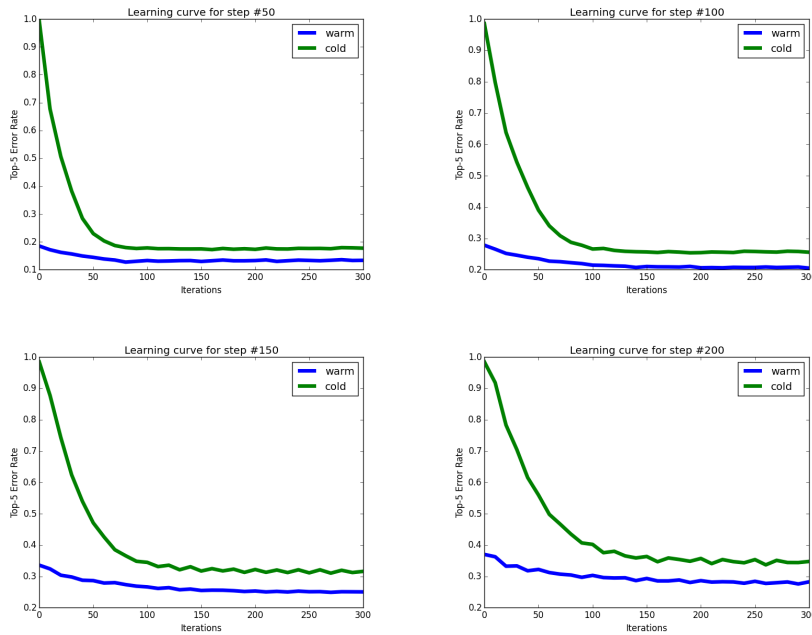 Learning curve for step #50
1.0
0.9
0.8
0.7
0.6
0.5
0.4
0.3
0.2
0.1
Top-5 Error Rate
warm
cold
0 50 100 150 200 250 300
Iterations
Learning curve for step #100
1.0
0.9
0.8
0.7
0.6
0.5
0.4
0.3
0.2
Top-5 Error Rate
warm
cold
0 50 100 150 200 250 300
Iterations
Learning curve for step #150
1.0
0.9
0.8
0.7
0.6
0.5
0.4
0.3
0.2
Top-5 Error Rate
warm
cold
0 50 100 150 200 250 300
Iterations
Learning curve for step #200
1.0
0.9
0.8
0.7
0.6
0.5
0.4
0.3
0.2
Top-5 Error Rate
warm
cold
0 50 100 150 200 250 300
Iterations